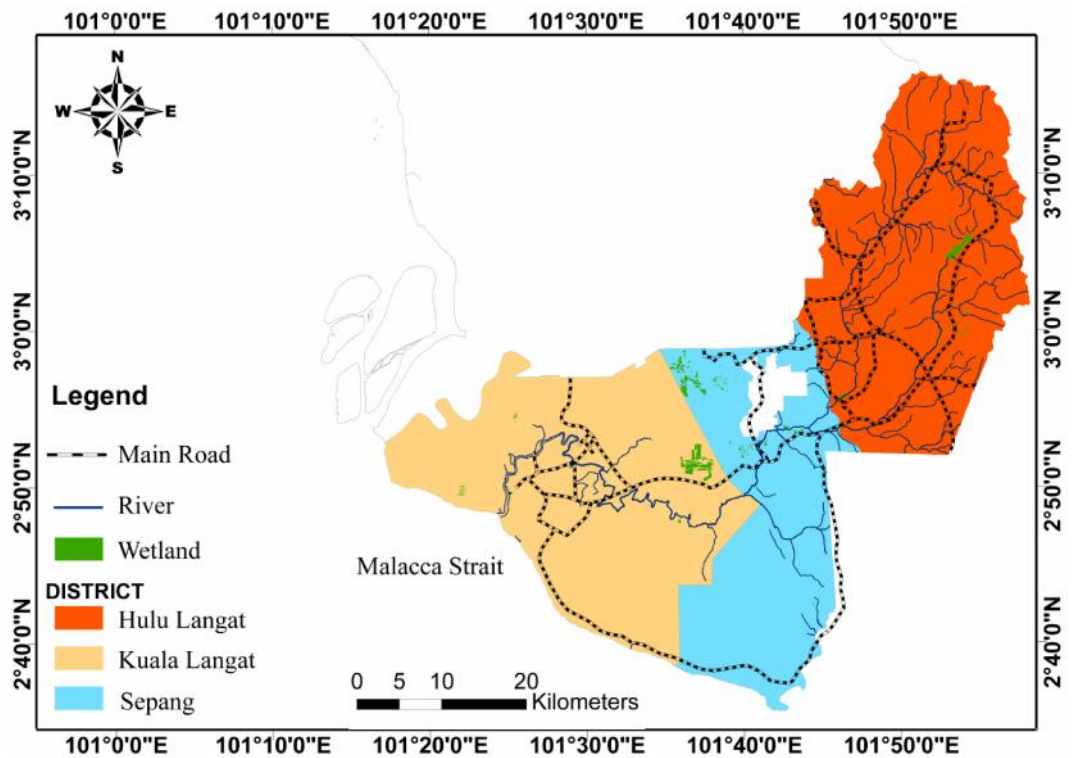 101°0'0"E 101°10'0"E 101°20'0"E 101°30'0"E 101°40'0"E 101°50'0"E
N
W E
S
3°10'0"N 3°10'0"N
3°0'0"N 3°0'0"N
2°50'0"N 2°50'0"N
2°40'0"N 2°40'0"N
Legend
Main Road
River
Wetland
DISTRICT
Hulu Langat
Kuala Langat
Sepang
Malacca Strait
0 5 10 20
Kilometers
101°0'0"E 101°10'0"E 101°20'0"E 101°30'0"E 101°40'0"E 101°50'0"E